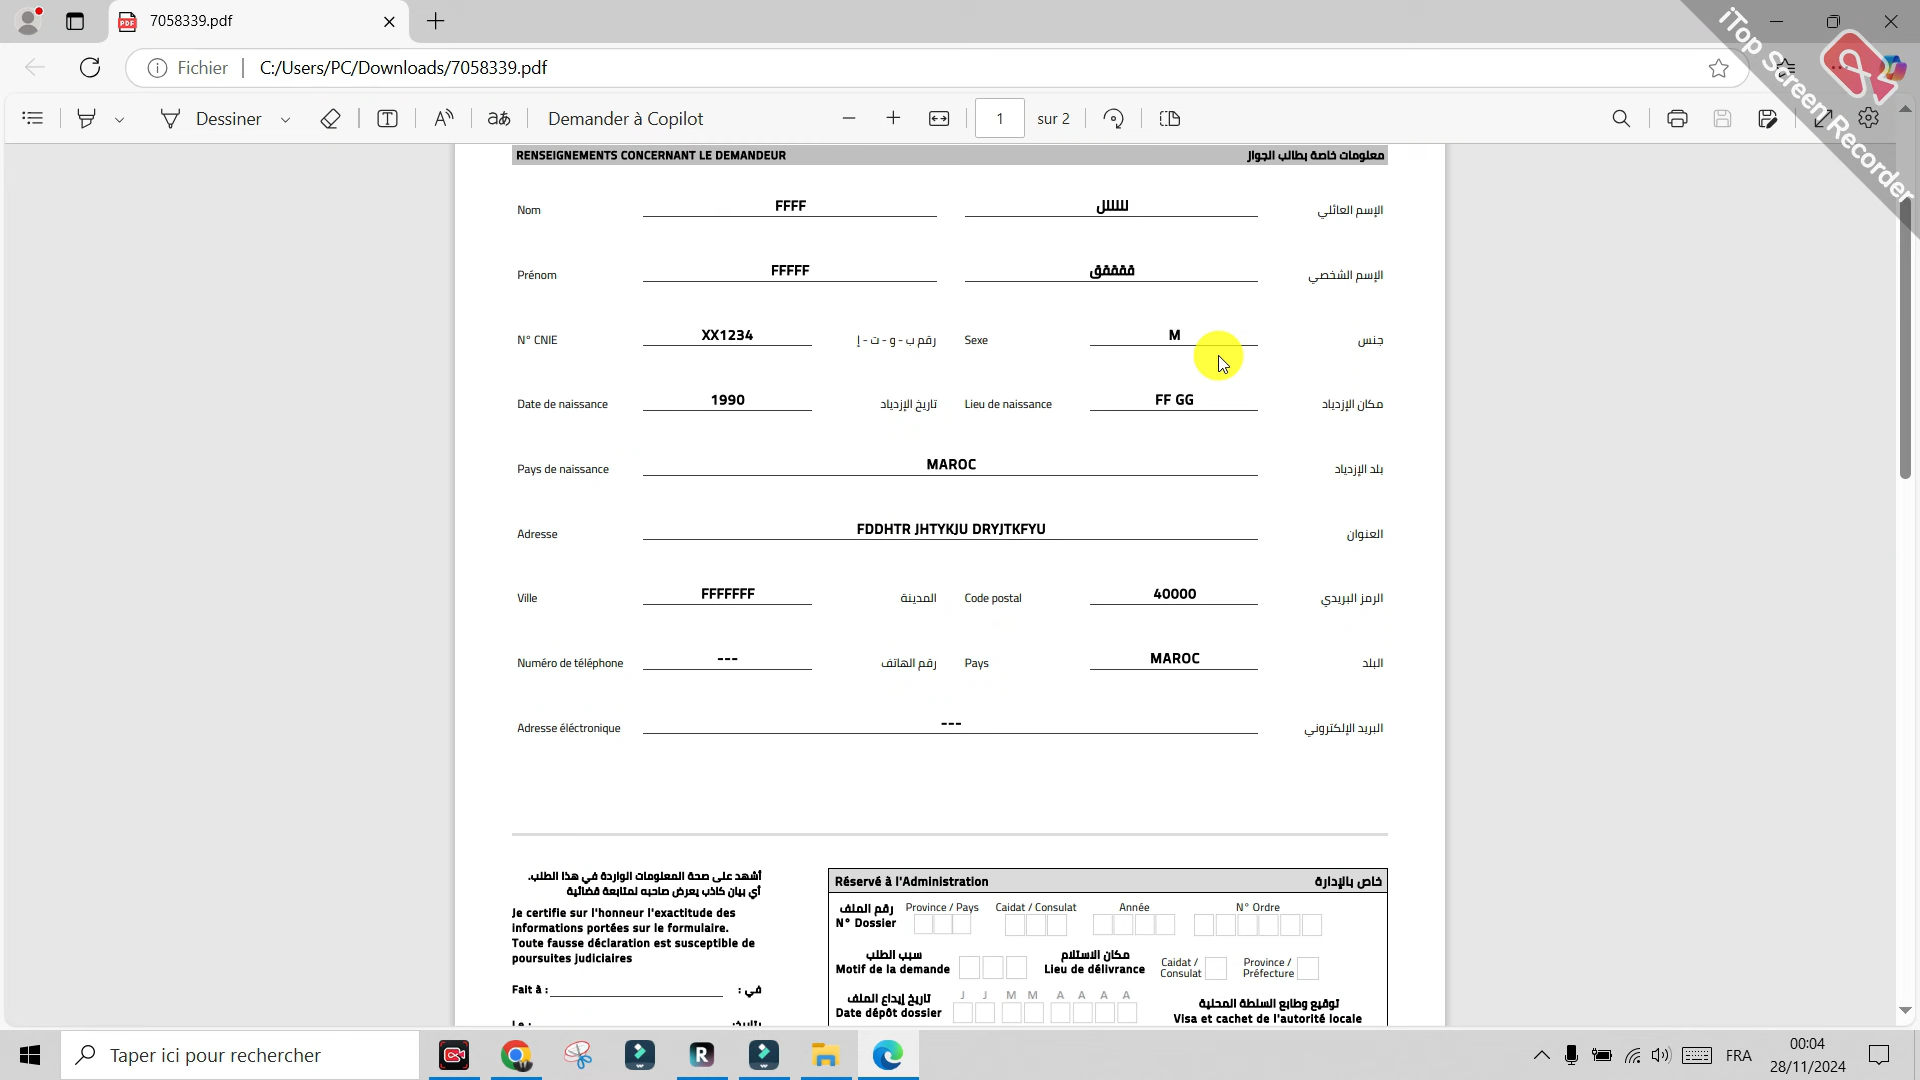 7058339.pdf
Fichier
C:/Users/PC/Downloads/7058339.pdf
iTop Screen Recorder
Dessiner
Demander à Copilot
1
sur 2
RENSEIGNEMENTS CONCERNANT LE DEMANDEUR
معلومات خاصة بطالب الجواز
Nom
FFFF
الإسم العائلي
Prénom
FFFFF
ققققق
الإسم الشخصي
N° CNIE
XX1234
رقم ب - و - ت - إ
Sexe
M
جنس
Date de naissance
1990
تاريخ الإزدياد
Lieu de naissance
FF GG
مكان الإزدياد
Pays de naissance
MAROC
بلد الإزدياد
Adresse
FDDHTR JHTYKJU DRYJTKFYU
العنوان
Ville
FFFFFFF
المدينة
Code postal
40000
الرمز البريدي
Numéro de téléphone
---
رقم الهاتف
Pays
MAROC
البلد
Adresse éléctronique
---
البريد الإلكتروني
أشهد على صحة المعلومات الواردة في هذا الطلب.
أي بيان كاذب يعرض صاحبه لمتابعة قضائية
Je certifie sur l'honneur l'exactitude des
informations portées sur le formulaire.
Toute fausse déclaration est susceptible de
poursuites judiciaires
Fait à :
في :
Réservé à l'Administration
خاص بالإدارة
رقم الملف
N° Dossier
Province / Pays
Caidat / Consulat
Année
N° Ordre
سبب الطلب
Motif de la demande
مكان الاستلام
Lieu de délivrance
Caidat /
Consulat
Province /
Préfecture
تاريخ إيداع الملف
Date dépôt dossier
J J M M A A A A
توقيع وطابع السلطة المحلية
Visa et cachet de l'autorité locale
Taper ici pour rechercher
FRA
00:04
28/11/2024